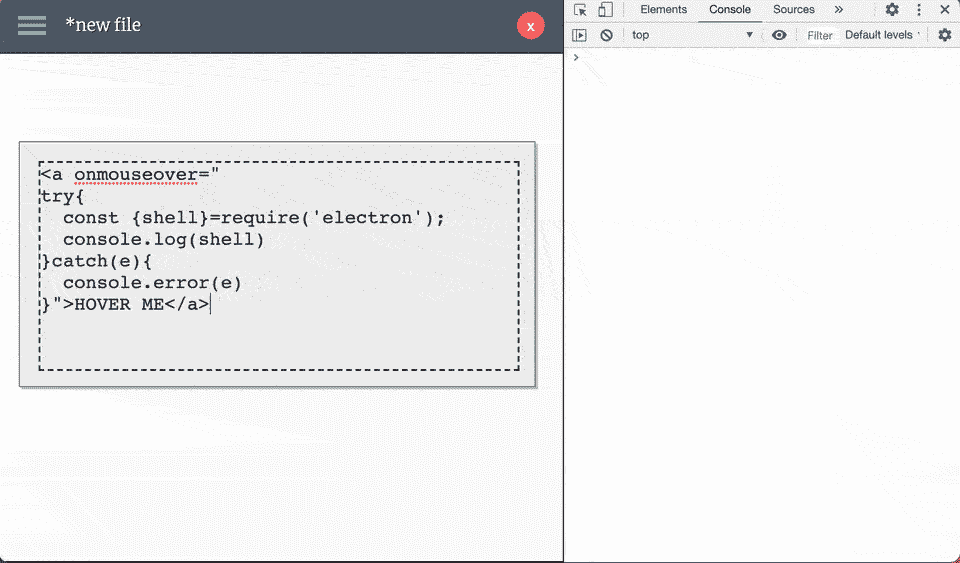 *new file
x
<a onmouseover="
try{
  const {shell}=require('electron');
  console.log(shell)
}catch(e){
  console.error(e)
}">HOVER ME</a>
Elements Console Sources »
top Filter Default levels